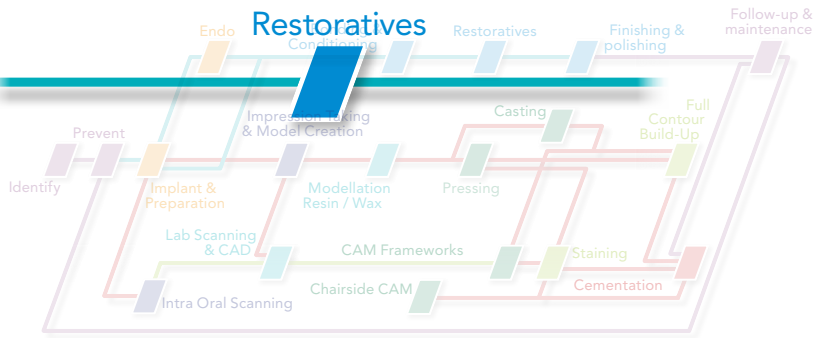 Restoratives
Endo
Bonding &
Conditioning
Restoratives
Finishing &
polishing
Follow-up &
maintenance
Impression Taking
& Model Creation
Casting
Full
Contour
Build-Up
Prevent
Identify
Implant &
Preparation
Modellation
Resin / Wax
Pressing
Lab Scanning
& CAD
CAM Frameworks
Staining
Intra Oral Scanning
Chairside CAM
Cementation